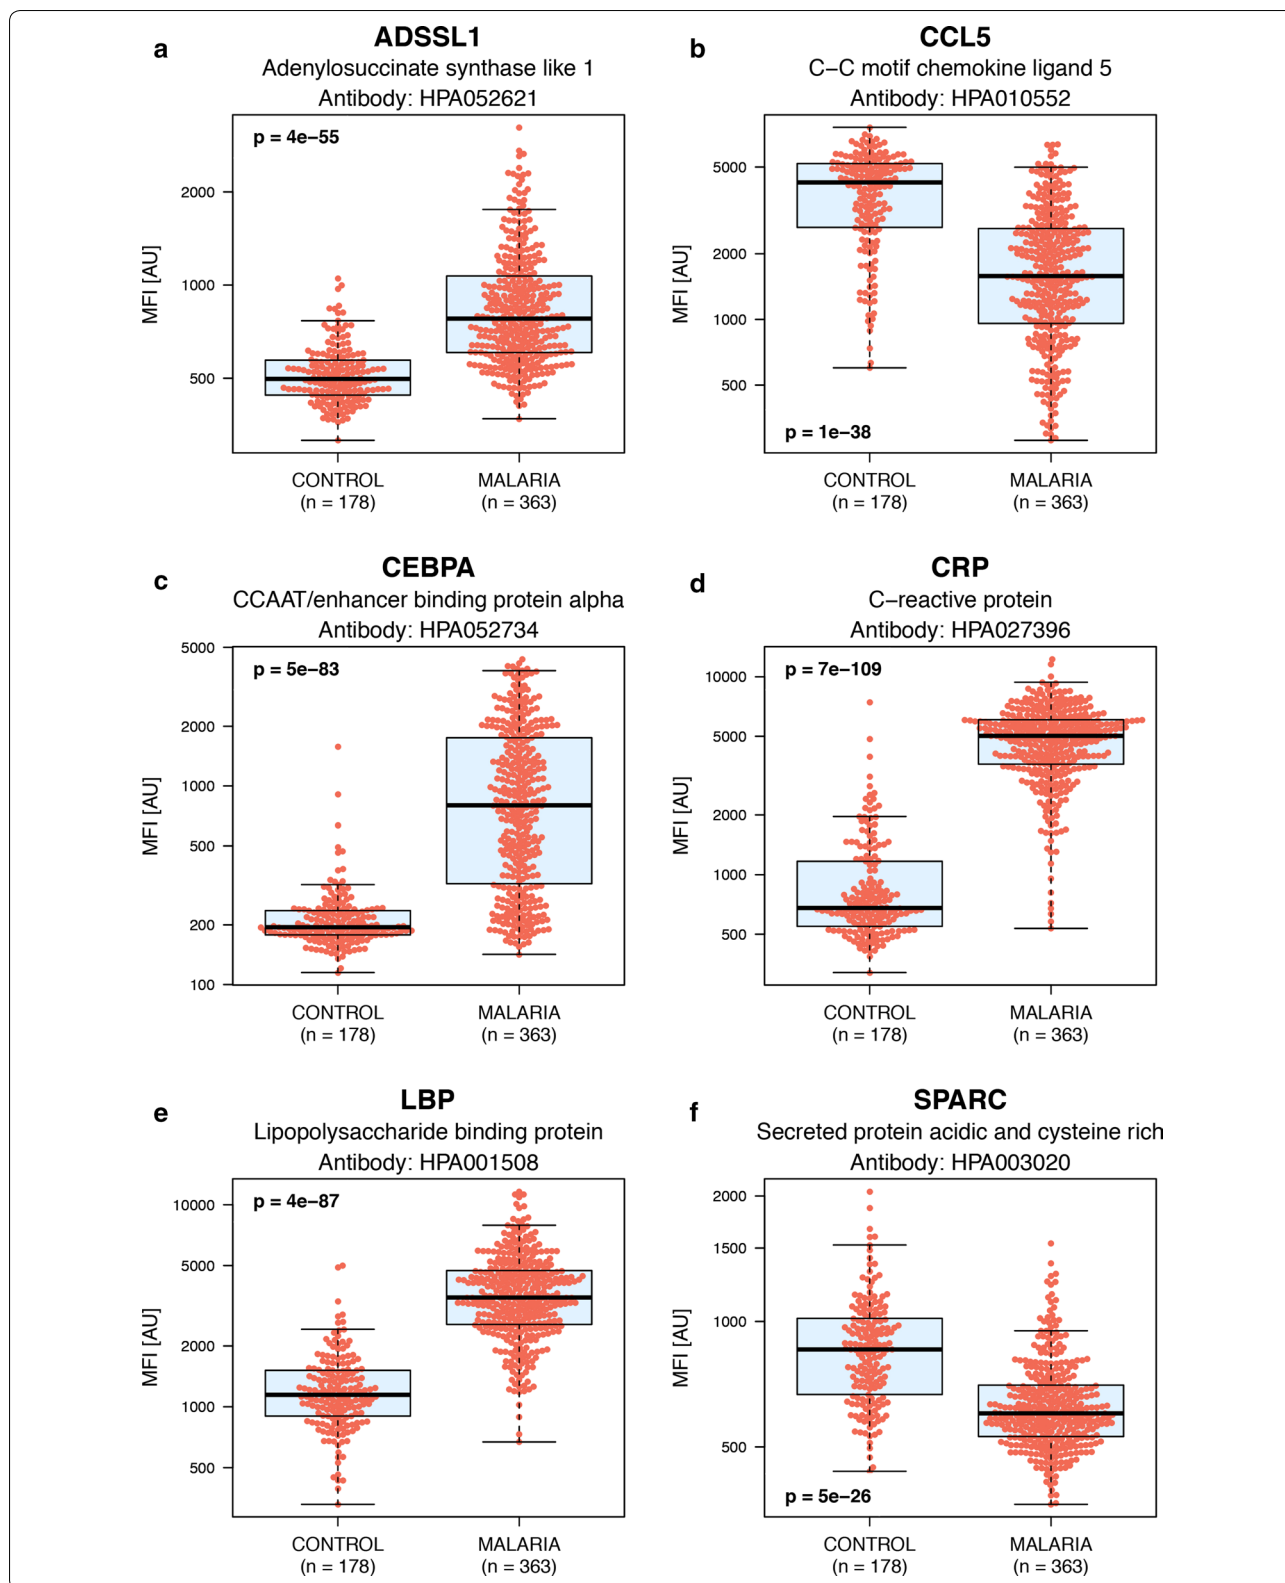 a
ADSSL1
Adenylosuccinate synthase like 1
Antibody: HPA052621
p = 4e−55
MFI [AU]
2000
1000
500
CONTROL
(n = 178)
MALARIA
(n = 363)
b
CCL5
C−C motif chemokine ligand 5
Antibody: HPA010552
p = 1e−38
MFI [AU]
5000
2000
1000
500
CONTROL
(n = 178)
MALARIA
(n = 363)
c
CEBPA
CCAAT/enhancer binding protein alpha
Antibody: HPA052734
p = 5e−83
MFI [AU]
5000
2000
1000
500
200
100
CONTROL
(n = 178)
MALARIA
(n = 363)
d
CRP
C−reactive protein
Antibody: HPA027396
p = 7e−109
MFI [AU]
10000
5000
2000
1000
500
CONTROL
(n = 178)
MALARIA
(n = 363)
e
LBP
Lipopolysaccharide binding protein
Antibody: HPA001508
p = 4e−87
MFI [AU]
10000
5000
2000
1000
500
CONTROL
(n = 178)
MALARIA
(n = 363)
f
SPARC
Secreted protein acidic and cysteine rich
Antibody: HPA003020
p = 5e−26
MFI [AU]
2000
1500
1000
500
CONTROL
(n = 178)
MALARIA
(n = 363)